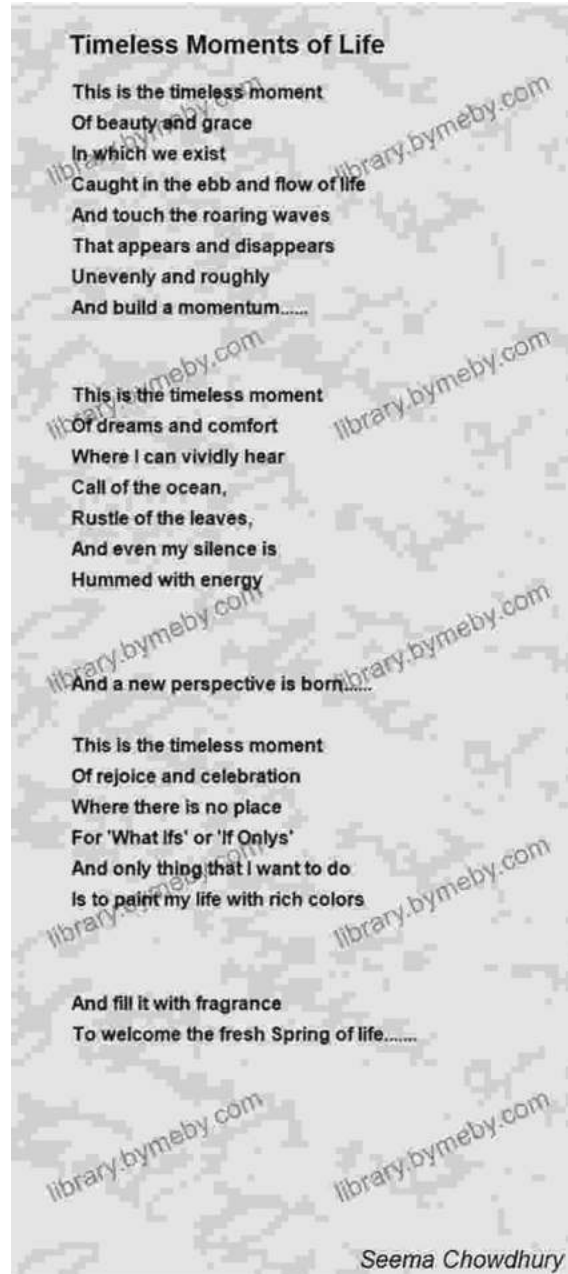 Timeless Moments of Life
This is the timeless moment
Of beauty and grace
In which we exist
Caught in the ebb and flow of life
And touch the roaring waves
That appears and disappears
Unevenly and roughly
And build a momentum......
This is the timeless moment
Of dreams and comfort
Where I can vividly hear
Call of the ocean,
Rustle of the leaves,
And even my silence is
Hummed with energy
And a new perspective is born......
This is the timeless moment
Of rejoice and celebration
Where there is no place
For 'What Ifs' or 'If Onlys'
And only thing that I want to do
Is to paint my life with rich colors
And fill it with fragrance
To welcome the fresh Spring of life.......
Seema Chowdhury
library.bymeby.com
library.bymeby.com
library.bymeby.com
library.bymeby.com
library.bymeby.com
library.bymeby.com
library.bymeby.com
library.bymeby.com
library.bymeby.com
library.bymeby.com